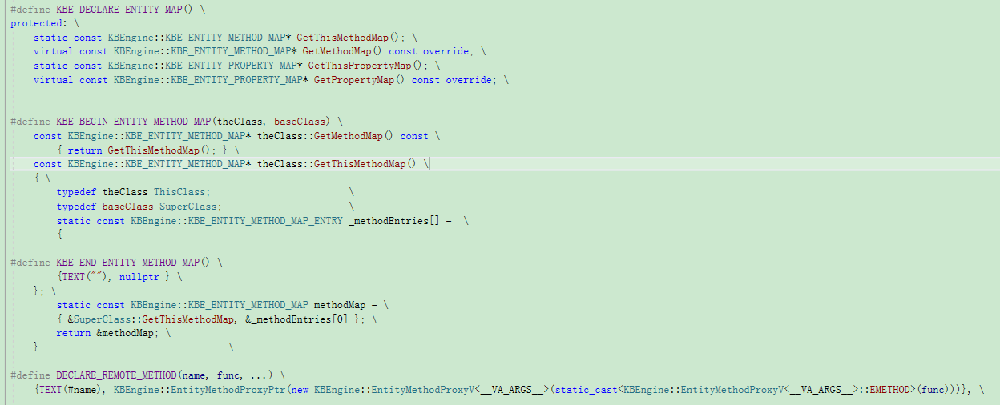 #define KBE_DECLARE_ENTITY_MAP() \
protected: \
    static const KBEngine::KBE_ENTITY_METHOD_MAP* GetThisMethodMap(); \
    virtual const KBEngine::KBE_ENTITY_METHOD_MAP* GetMethodMap() const override; \
    static const KBEngine::KBE_ENTITY_PROPERTY_MAP* GetThisPropertyMap(); \
    virtual const KBEngine::KBE_ENTITY_PROPERTY_MAP* GetPropertyMap() const override; \
#define KBE_BEGIN_ENTITY_METHOD_MAP(theClass, baseClass) \
    const KBEngine::KBE_ENTITY_METHOD_MAP* theClass::GetMethodMap() const \
        { return GetThisMethodMap(); } \
    const KBEngine::KBE_ENTITY_METHOD_MAP* theClass::GetThisMethodMap() \
    { \
        typedef theClass ThisClass;                        \
        typedef baseClass SuperClass;                      \
        static const KBEngine::KBE_ENTITY_METHOD_MAP_ENTRY _methodEntries[] =  \
        {
#define KBE_END_ENTITY_METHOD_MAP() \
        {TEXT(""), nullptr } \
    }; \
        static const KBEngine::KBE_ENTITY_METHOD_MAP methodMap = \
        { &SuperClass::GetThisMethodMap, &_methodEntries[0] }; \
        return &methodMap; \
    }                                  \
#define DECLARE_REMOTE_METHOD(name, func, ...) \
    {TEXT(#name), KBEngine::EntityMethodProxyPtr(new KBEngine::EntityMethodProxyV<__VA_ARGS__>(static_cast<KBEngine::EntityMethodProxyV<__VA_ARGS__>::EMETHOD>(func)))}, \